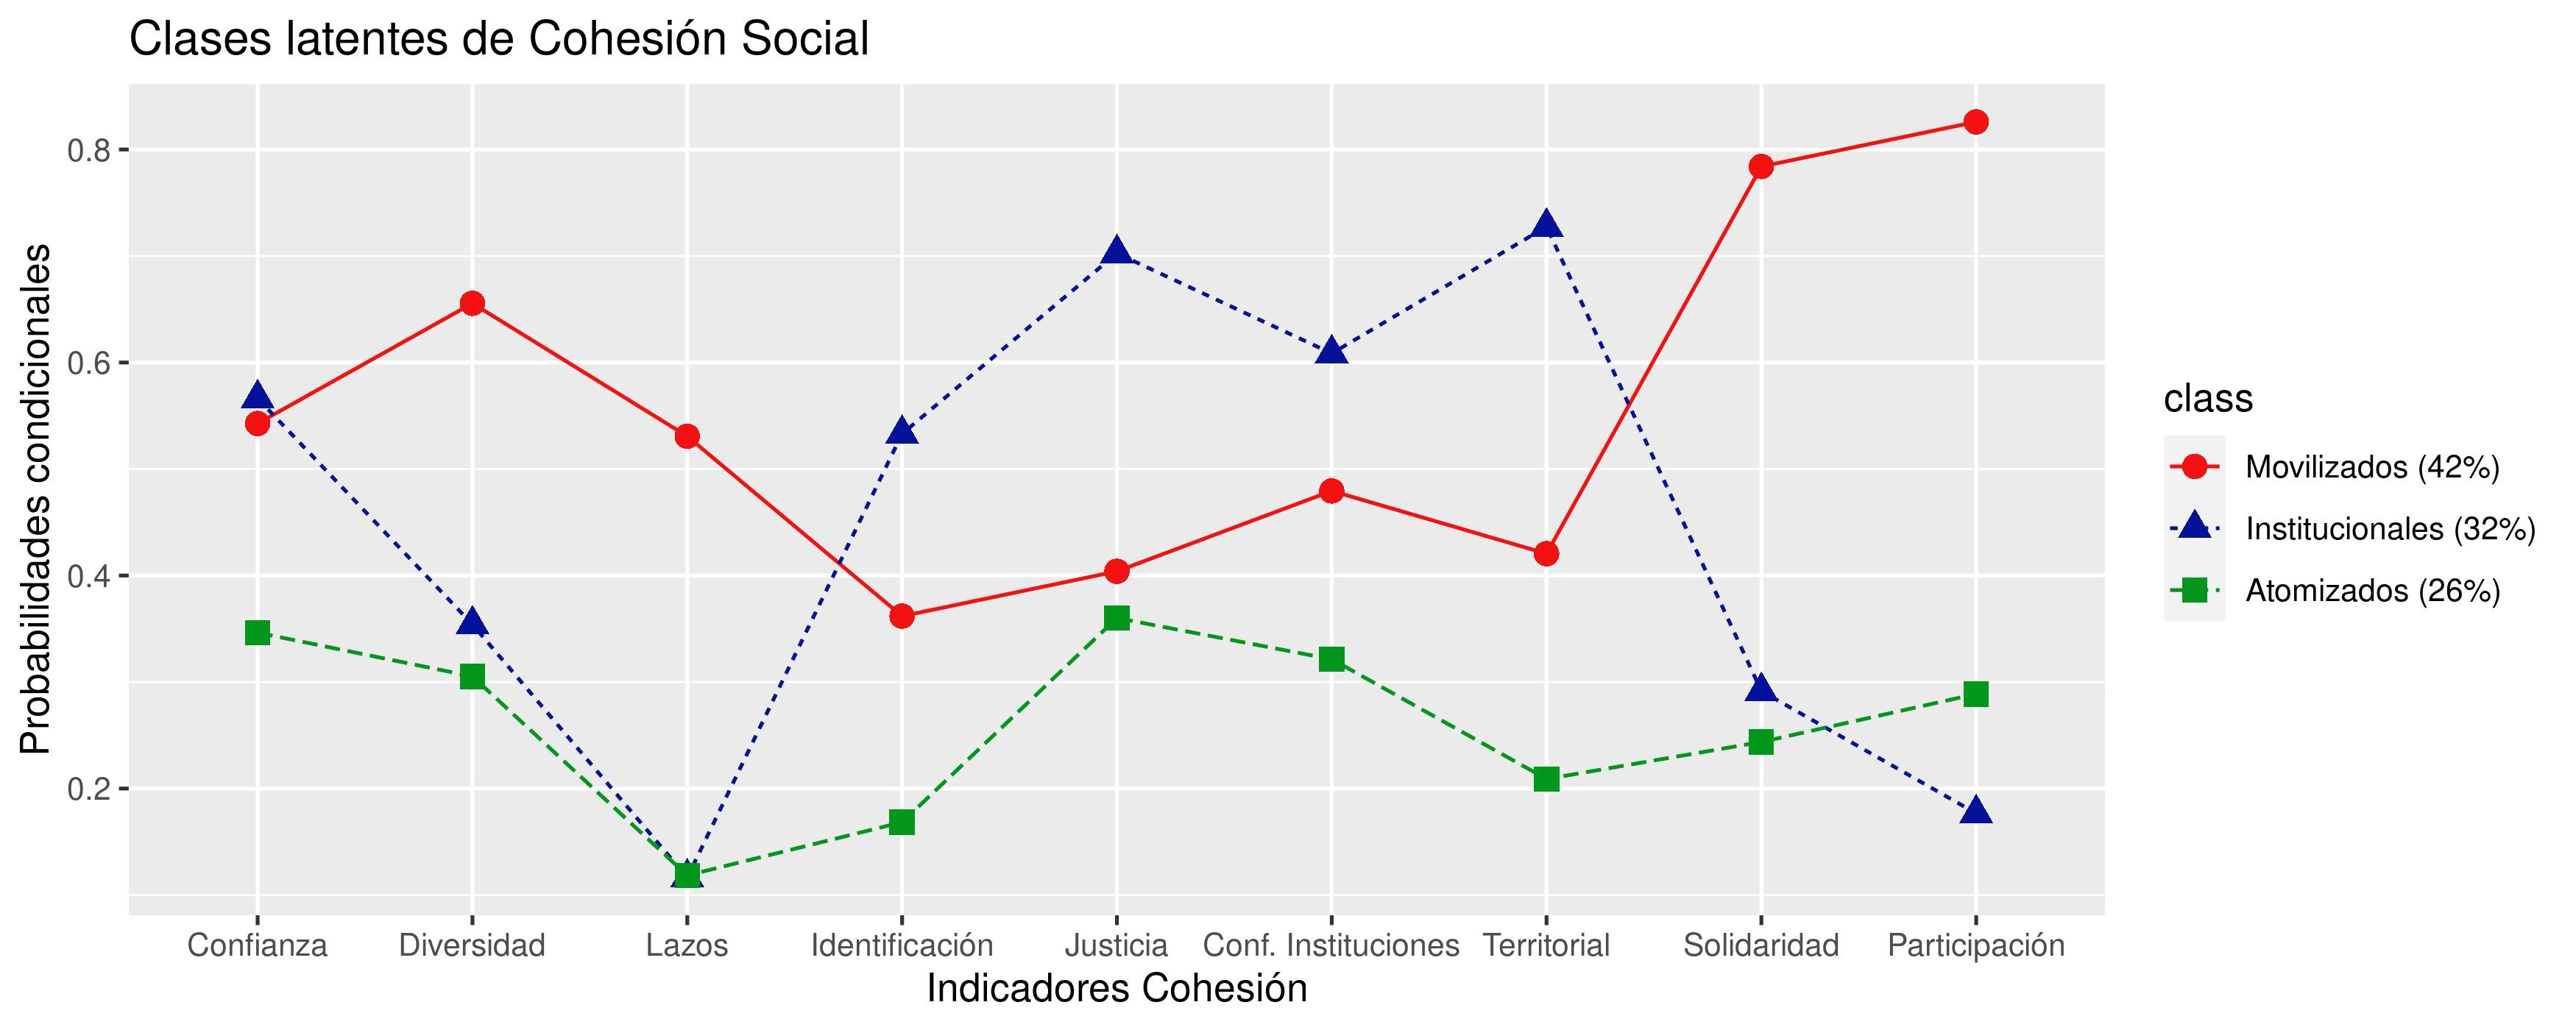 Clases latentes de Cohesión Social
Probabilidades condicionales
0.8
0.6
0.4
0.2
Confianza Diversidad Lazos Identificación Justicia Conf. Instituciones Territorial Solidaridad Participación
Indicadores Cohesión
class
Movilizados (42%)
Institucionales (32%)
Atomizados (26%)